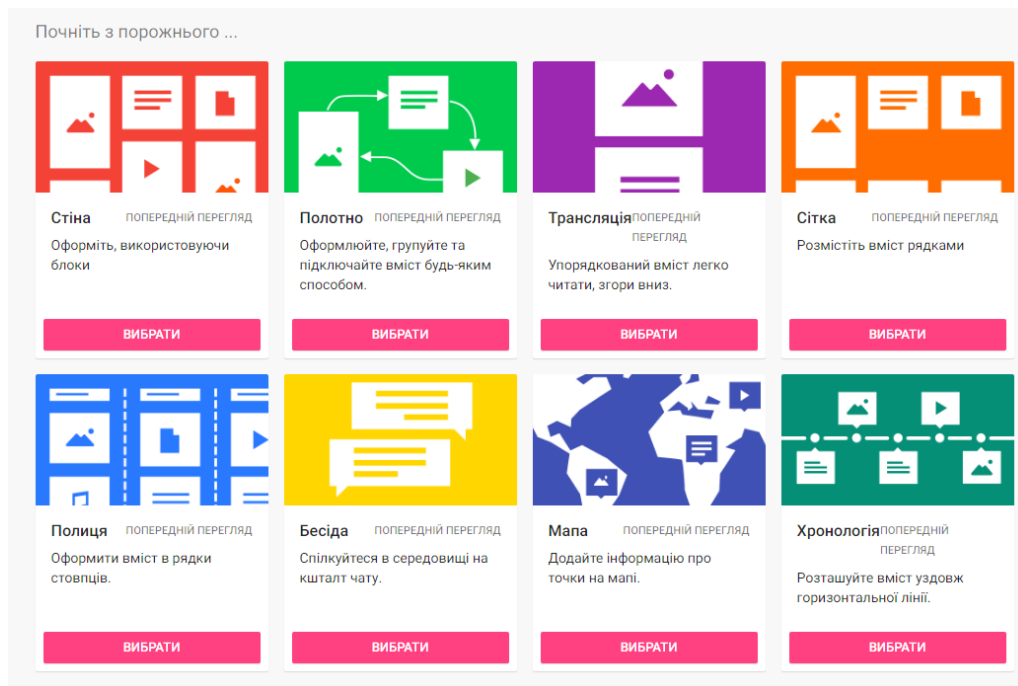 Почніть з порожнього ...
Стіна ПОПЕРЕДНІЙ ПЕРЕГЛЯД
Оформіть, використовуючи
блоки
ВИБРАТИ
Полотно ПОПЕРЕДНІЙ ПЕРЕГЛЯД
Оформлюйте, групуйте та
підключайте вміст будь-яким
способом.
ВИБРАТИ
Трансляція ПОПЕРЕДНІЙ
ПЕРЕГЛЯД
Упорядкований вміст легко
читати, згори вниз.
ВИБРАТИ
Сітка ПОПЕРЕДНІЙ ПЕРЕГЛЯД
Розмістіть вміст рядками
ВИБРАТИ
Полиця ПОПЕРЕДНІЙ ПЕРЕГЛЯД
Оформити вміст в рядки
стовпців.
ВИБРАТИ
Бесіда ПОПЕРЕДНІЙ ПЕРЕГЛЯД
Спілкуйтеся в середовищі на
кшталт чату.
ВИБРАТИ
Мапа ПОПЕРЕДНІЙ ПЕРЕГЛЯД
Додайте інформацію про
точки на мапі.
ВИБРАТИ
Хронологія ПОПЕРЕДНІЙ
ПЕРЕГЛЯД
Розташуйте вміст уздовж
горизонтальної лінії.
ВИБРАТИ